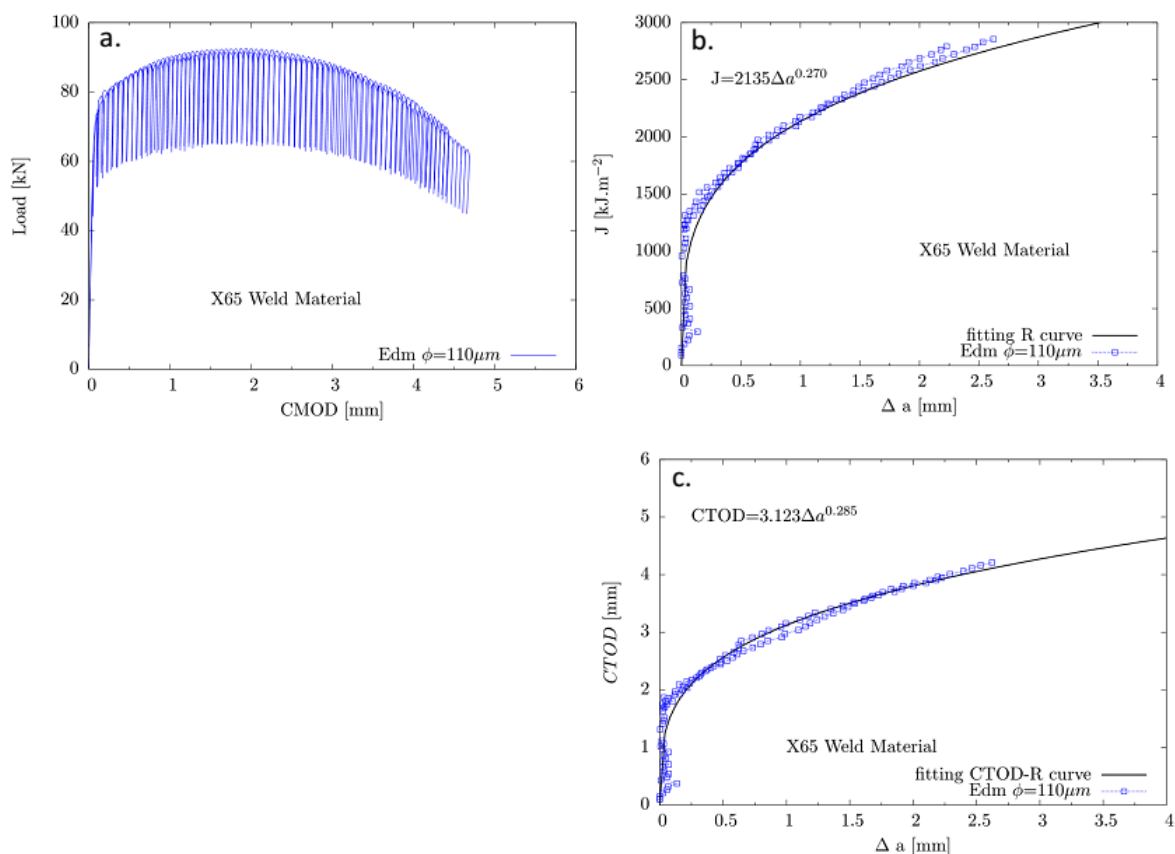 a.
100
80
60
40
20
0
Load [kN]
X65 Weld Material
Edm ϕ=110μm
0 1 2 3 4 5 6
CMOD [mm]
b.
3000
2500
2000
1500
1000
500
0
J [kJ.m⁻²]
J=2135Δa^0.270
X65 Weld Material
fitting R curve
Edm ϕ=110μm
0 0.5 1 1.5 2 2.5 3 3.5 4
Δ a [mm]
c.
6
5
4
3
2
1
0
CTOD [mm]
CTOD=3.123Δa^0.285
X65 Weld Material
fitting CTOD-R curve
Edm ϕ=110μm
0 0.5 1 1.5 2 2.5 3 3.5 4
Δ a [mm]